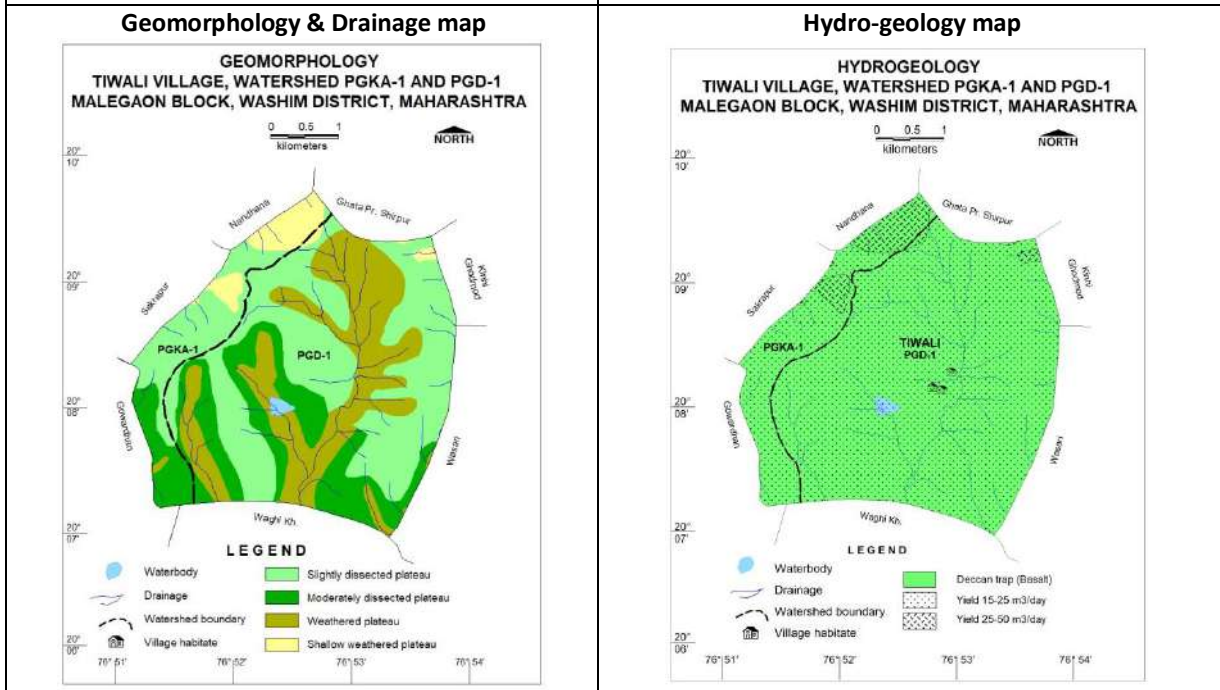 Geomorphology & Drainage map
GEOMORPHOLOGY
TIWALI VILLAGE, WATERSHED PGKA-1 AND PGD-1
MALEGAON BLOCK, WASHIM DISTRICT, MAHARASHTRA
0 0.5 1
kilometers
NORTH
20°
10'
Nandhana
Ghata Pr. Shirpur
20°
09'
Kinhi
Ghodmod
Sakrapur
PGKA-1
PGD-1
20°
08'
Gowardhan
Wasari
20°
07'
Waghi Kh.
LEGEND
Waterbody
Drainage
Watershed boundary
Village habitate
Slightly dissected plateau
Moderately dissected plateau
Weathered plateau
Shallow weathered plateau
20°
06'
76° 51'
76° 52'
76° 53'
76° 54'
Hydro-geology map
HYDROGEOLOGY
TIWALI VILLAGE, WATERSHED PGKA-1 AND PGD-1
MALEGAON BLOCK, WASHIM DISTRICT, MAHARASHTRA
0 0.5 1
kilometers
NORTH
20°
10'
Nandhana
Ghata Pr. Shirpur
20°
09'
Kinhi
Ghodmod
Sakrapur
PGKA-1
TIWALI
PGD-1
20°
08'
Gowardhan
Wasari
20°
07'
Waghi Kh.
LEGEND
Waterbody
Drainage
Watershed boundary
Village habitate
Deccan trap (Basalt)
Yield 15-25 m3/day
Yield 25-50 m3/day
20°
06'
76° 51'
76° 52'
76° 53'
76° 54'